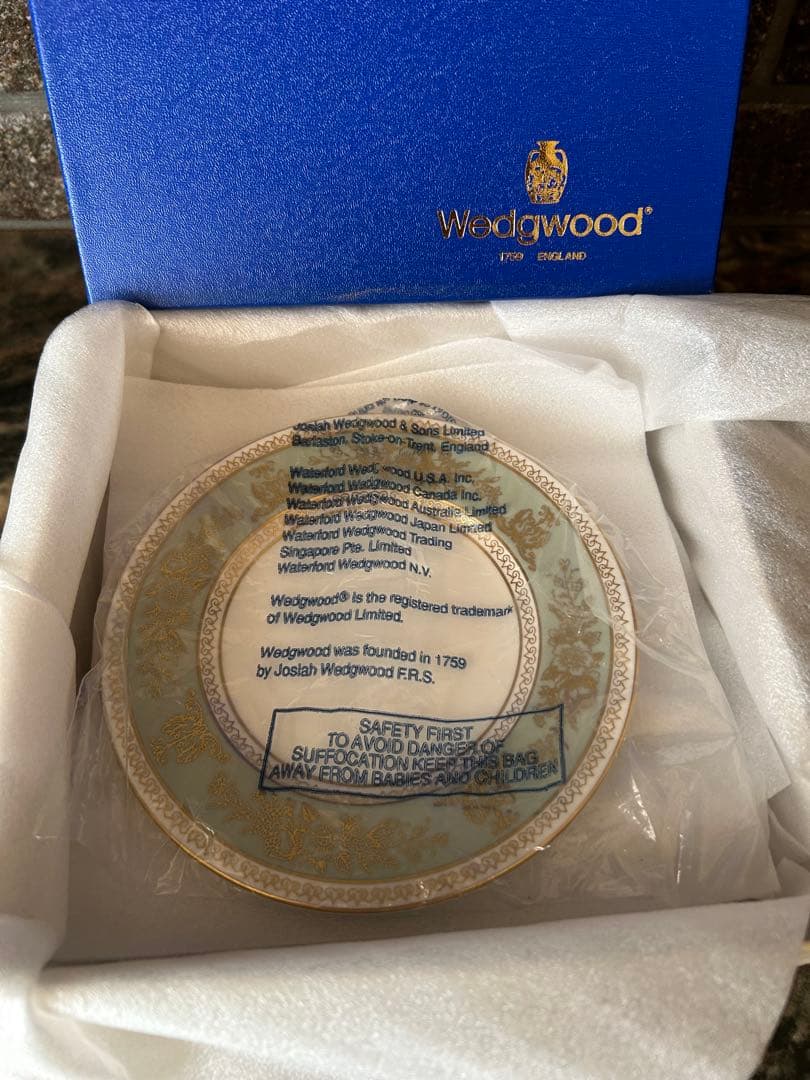 Wedgwood®
1759 ENGLAND
Josiah Wedgwood & Sons Limited
Barlaston, Stoke-on-Trent, England
Waterford Wedgwood U.S.A. Inc.
Waterford Wedgwood Canada Inc.
Waterford Wedgwood Australia Limited
Waterford Wedgwood Japan Limited
Waterford Wedgwood Trading
Singapore Pte. Limited
Waterford Wedgwood N.V.
Wedgwood® is the registered trademark
of Wedgwood Limited.
Wedgwood was founded in 1759
by Josiah Wedgwood F.R.S.
SAFETY FIRST
TO AVOID DANGER OF
SUFFOCATION KEEP THIS BAG
AWAY FROM BABIES AND CHILDREN